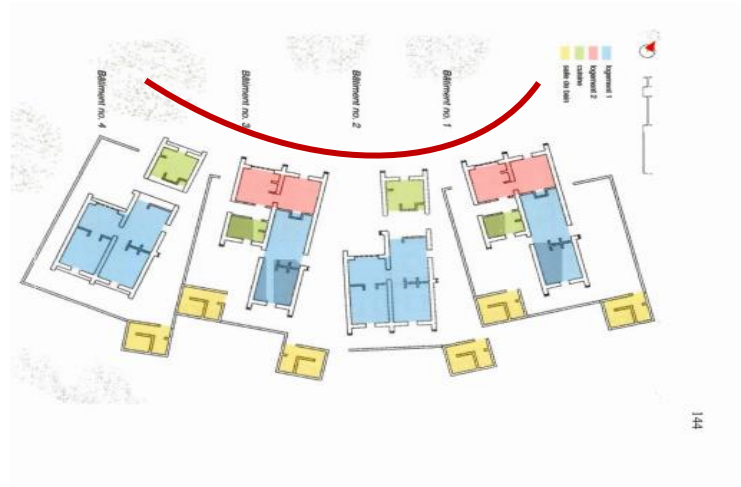 logement 1
logement 2
cuisine
salle de bain
Bâtiment no. 1
Bâtiment no. 2
Bâtiment no. 3
Bâtiment no. 4
144